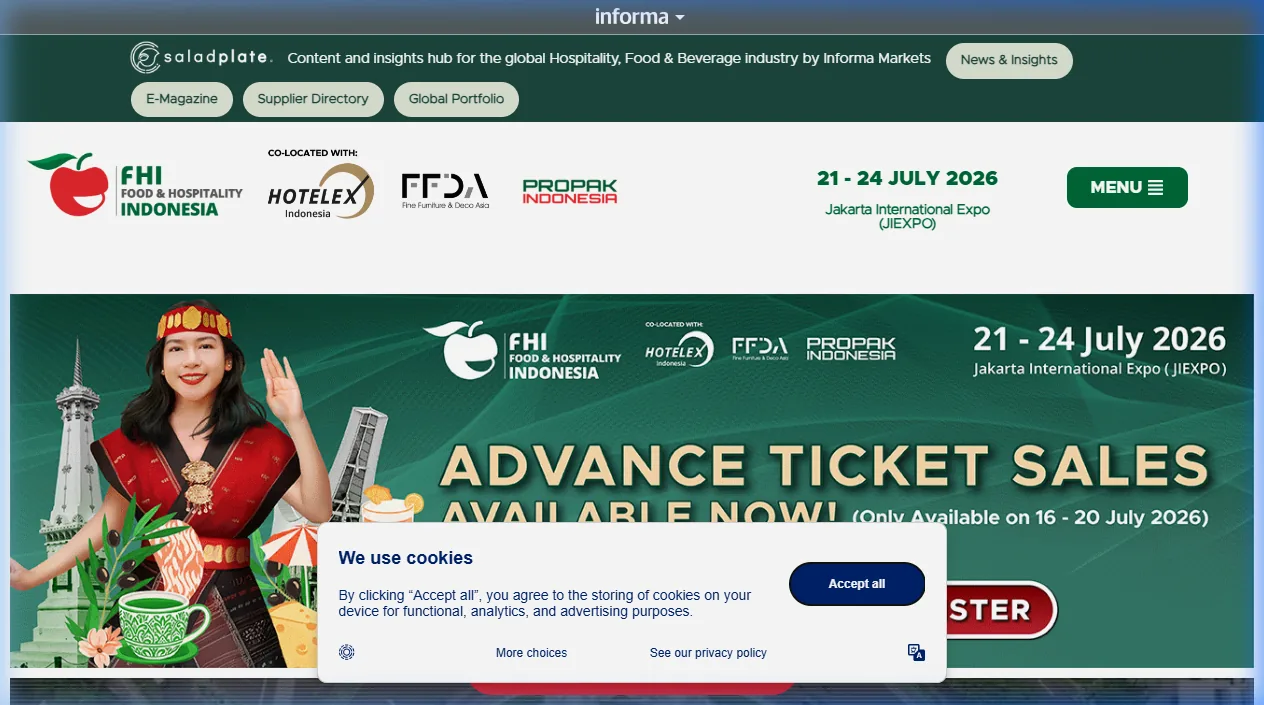 informa
saladplate.
Content and insights hub for the global Hospitality, Food & Beverage industry by Informa Markets
News & Insights
E-Magazine
Supplier Directory
Global Portfolio
FHI
FOOD & HOSPITALITY
INDONESIA
CO-LOCATED WITH:
HOTELEX
Indonesia
FFDA
Fine Furniture & Deco Asia
PROPAK
INDONESIA
21 - 24 JULY 2026
Jakarta International Expo
(JIEXPO)
MENU
FHI
FOOD & HOSPITALITY
INDONESIA
CO-LOCATED WITH:
HOTELEX
Indonesia
FFDA
Fine Furniture & Deco Asia
PROPAK
INDONESIA
21 - 24 July 2026
Jakarta International Expo ( JIEXPO)
ADVANCE TICKET SALES
AVAILABLE NOW! (Only Available on 16 - 20 July 2026)
STER
We use cookies
By clicking “Accept all”, you agree to the storing of cookies on your
device for functional, analytics, and advertising purposes.
Accept all
More choices
See our privacy policy